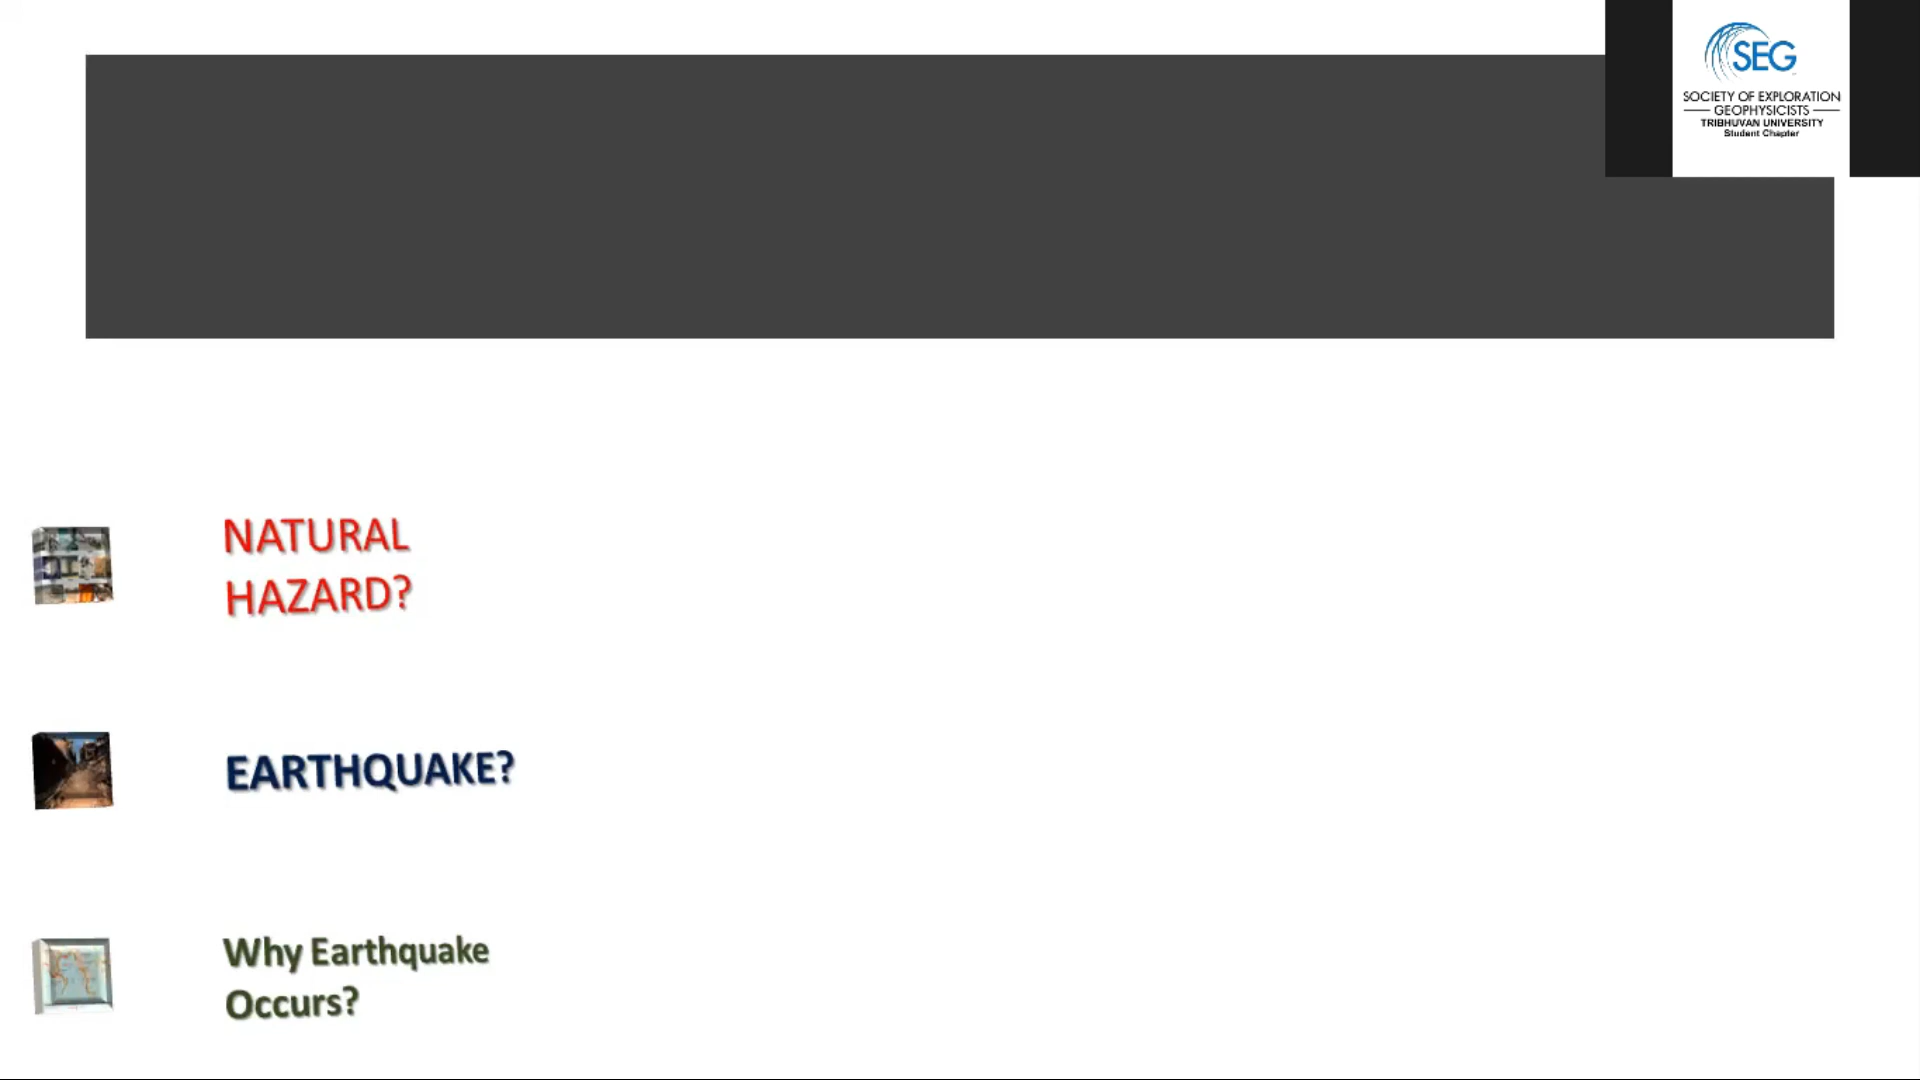 SEG
SOCIETY OF EXPLORATION
GEOPHYSICISTS
TRIBHUVAN UNIVERSITY
Student Chapter
NATURAL
HAZARD?
EARTHQUAKE?
Why Earthquake
Occurs?